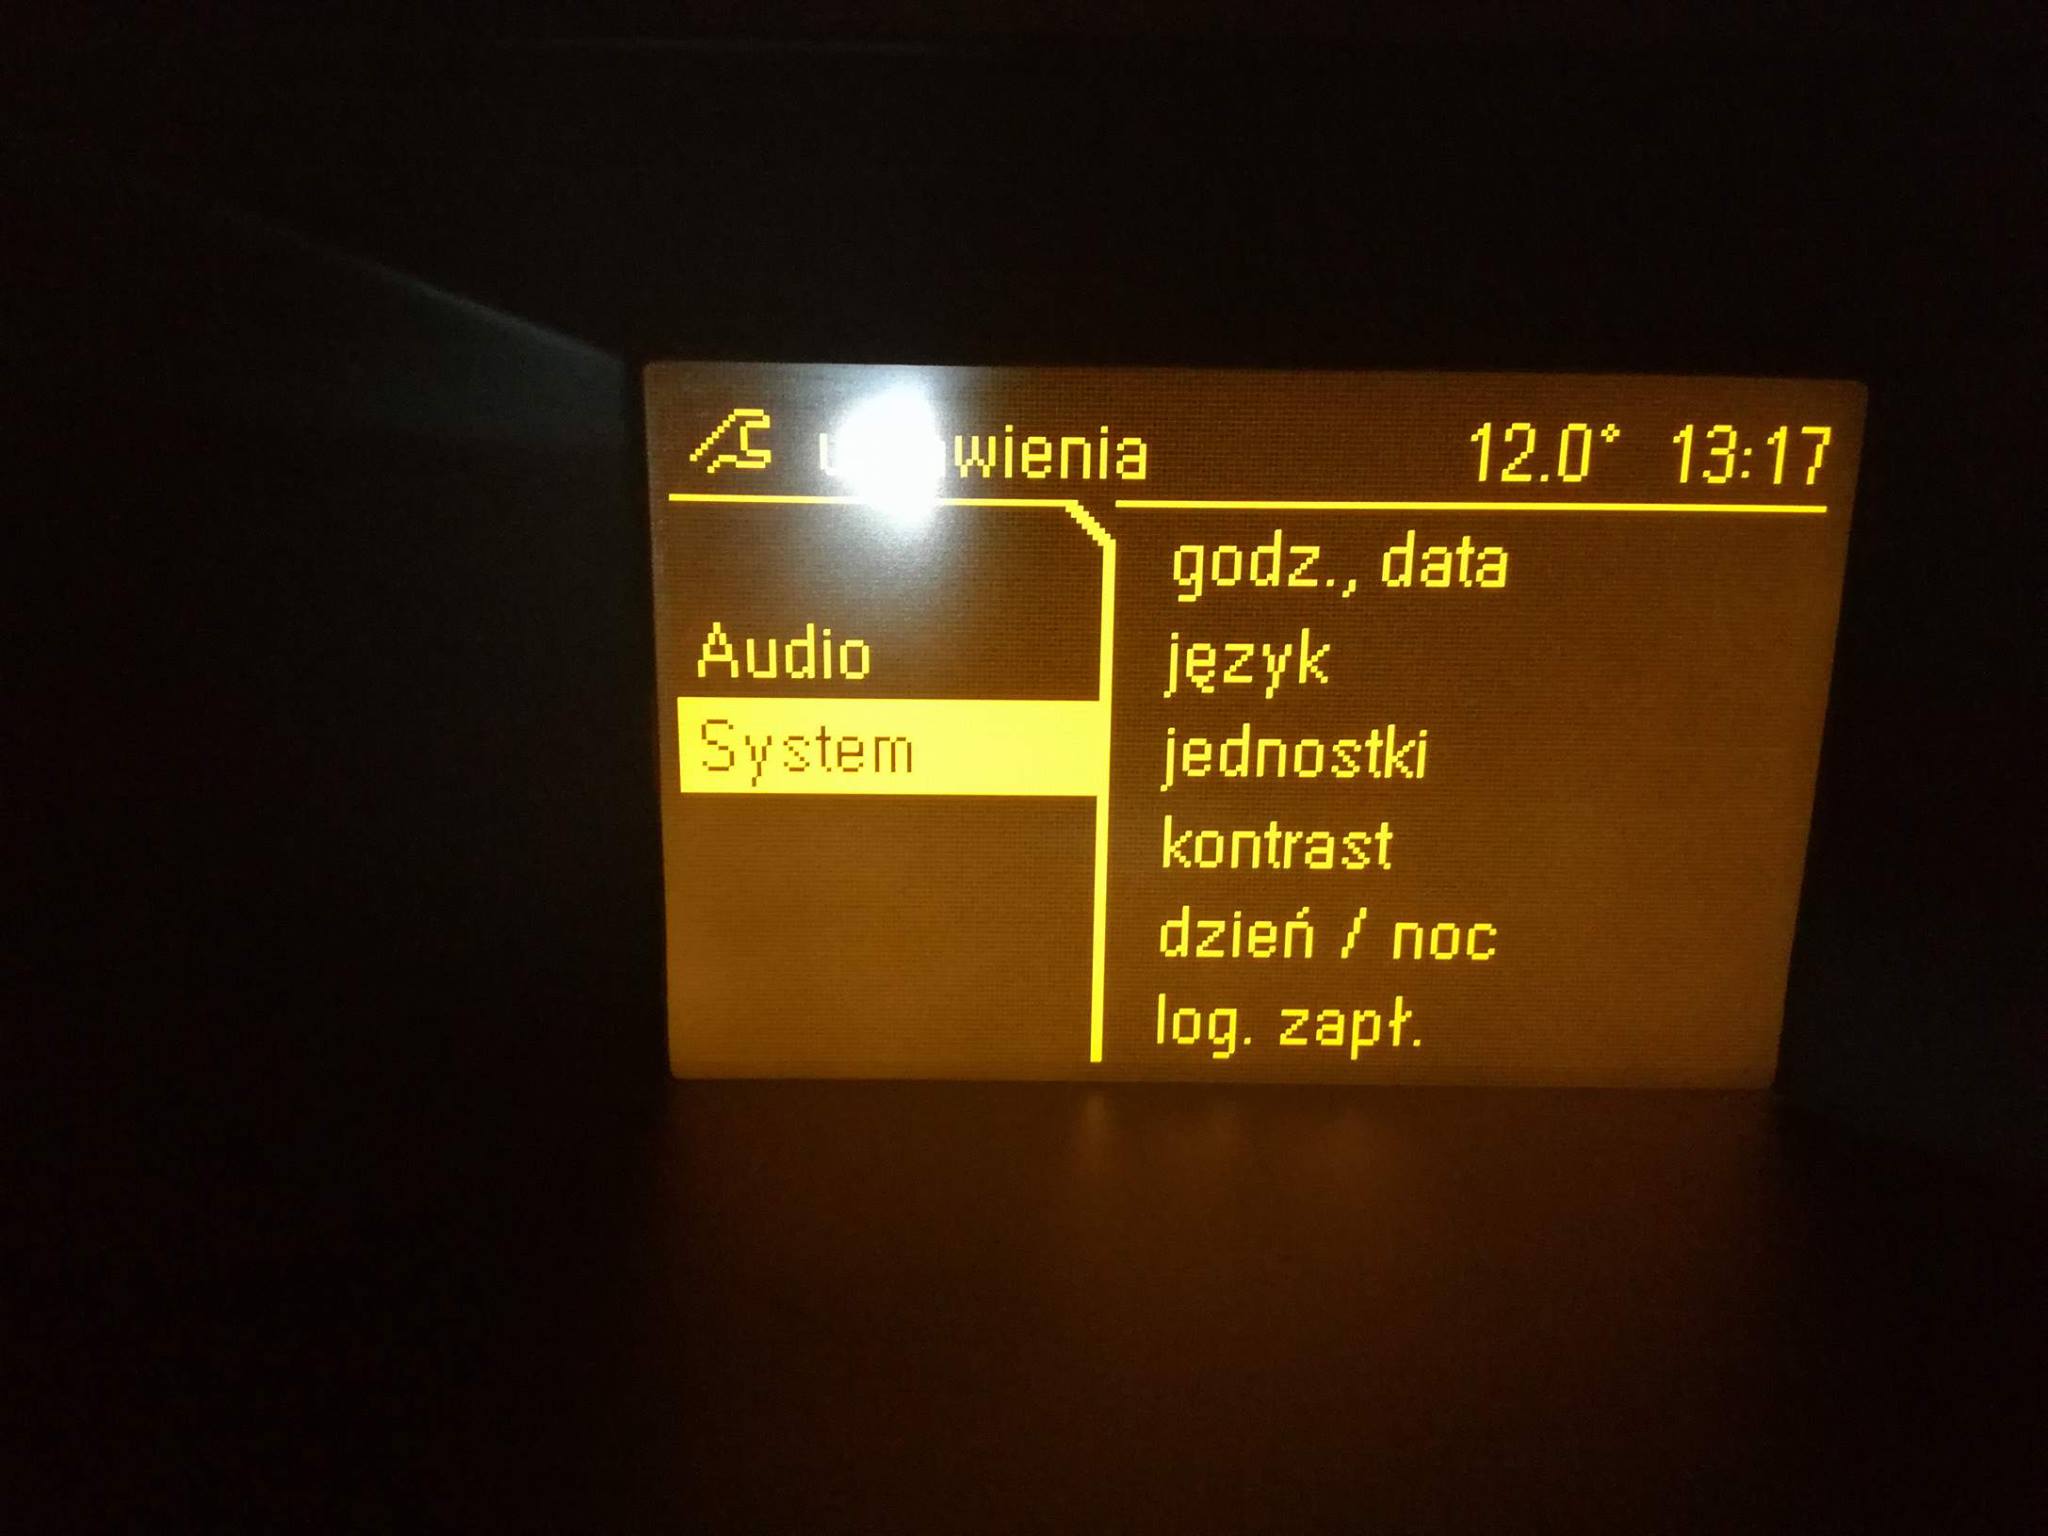 12.0° 13:17
Audio
System
godz., data
język
jednostki
kontrast
dzień / noc
log. zapł.